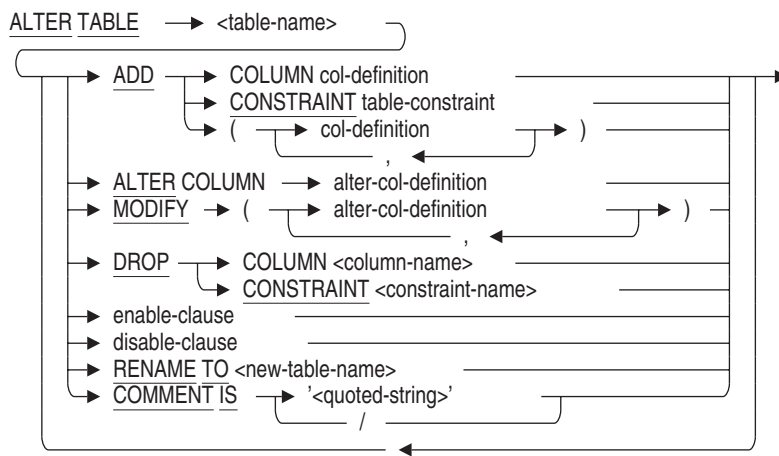 ALTER TABLE <table-name>
ADD COLUMN col-definition
CONSTRAINT table-constraint
( col-definition )
,
ALTER COLUMN alter-col-definition
MODIFY ( alter-col-definition )
,
DROP COLUMN <column-name>
CONSTRAINT <constraint-name>
enable-clause
disable-clause
RENAME TO <new-table-name>
COMMENT IS '<quoted-string>'
/